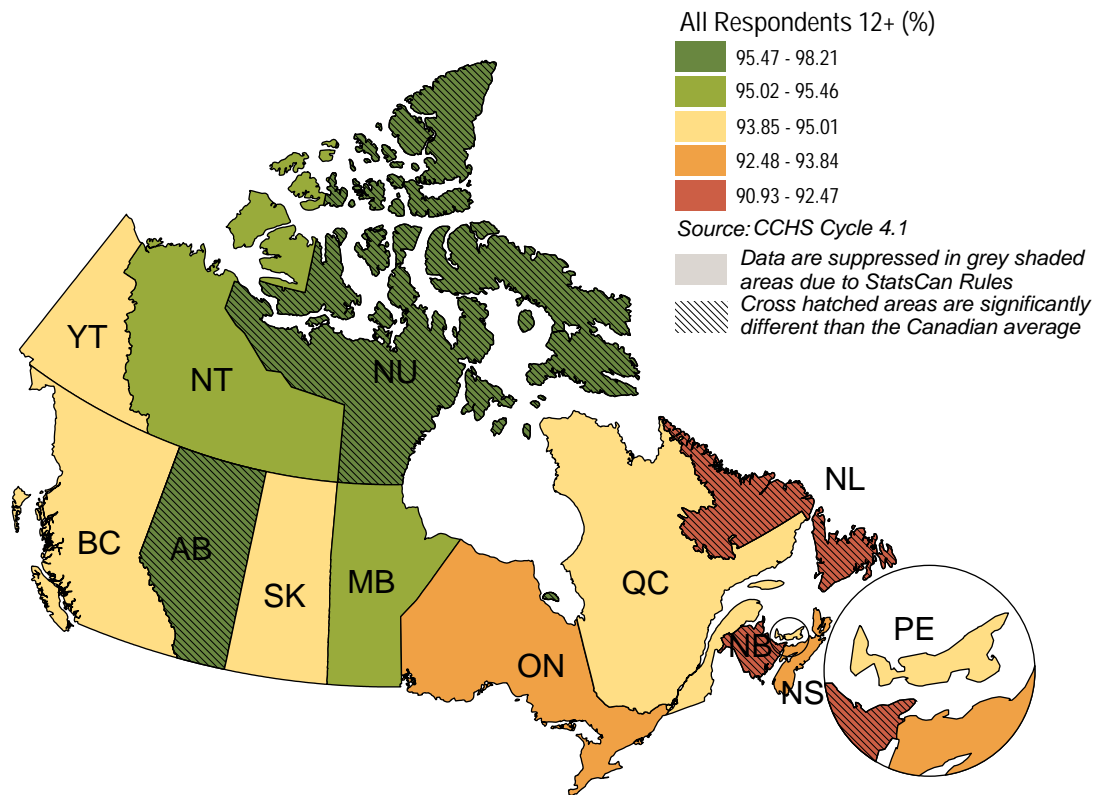 All Respondents 12+ (%)
95.47 - 98.21
95.02 - 95.46
93.85 - 95.01
92.48 - 93.84
90.93 - 92.47
Source: CCHS Cycle 4.1
Data are suppressed in grey shaded
areas due to StatsCan Rules
Cross hatched areas are significantly
different than the Canadian average
YT
NT
NU
NL
BC
AB
SK
MB
QC
ON
PE
NB
NS